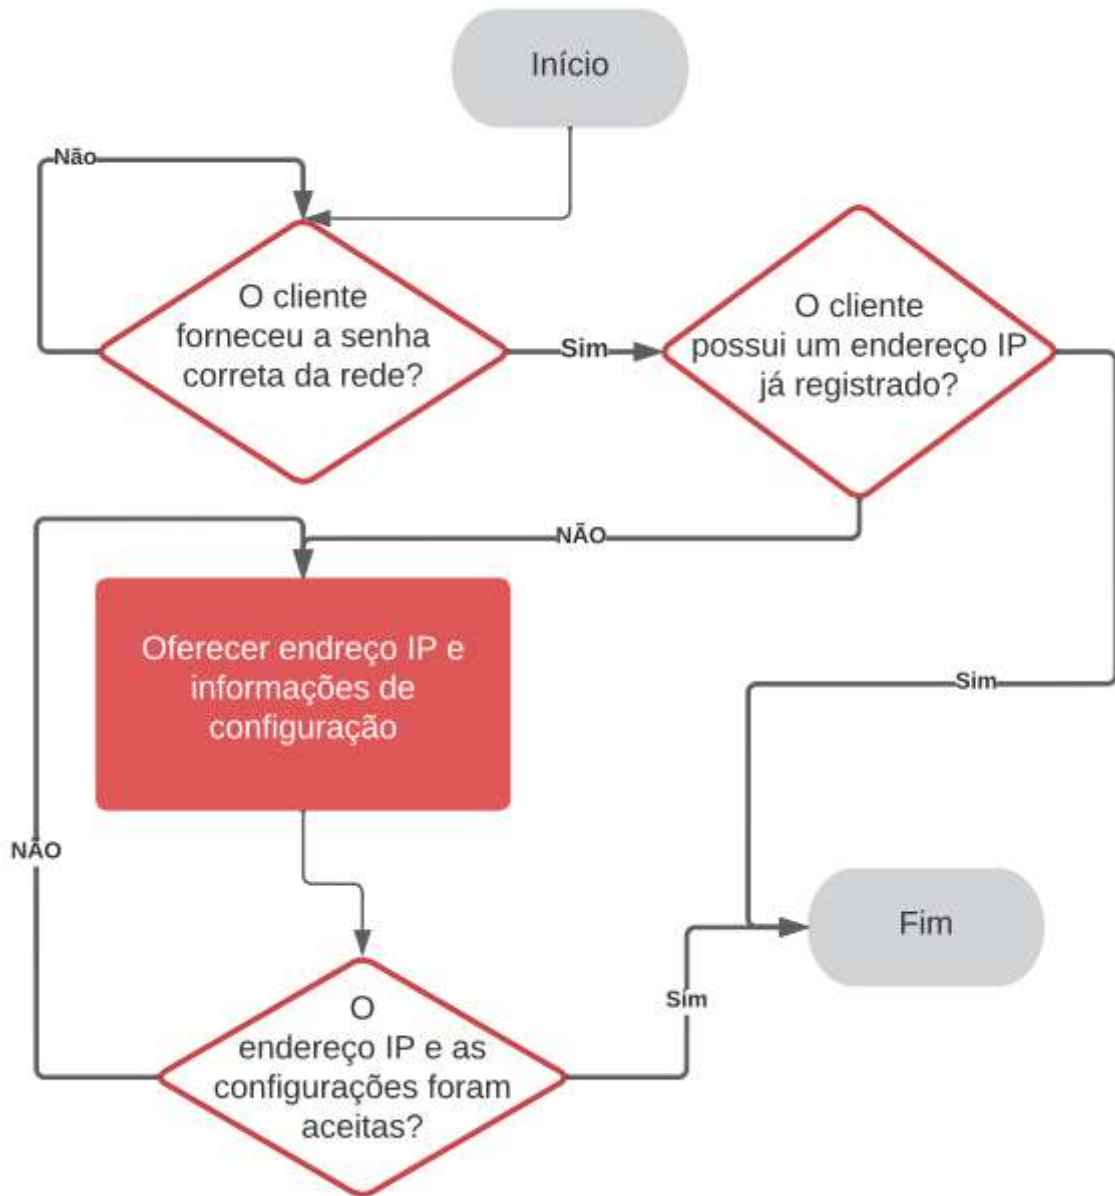 Início
Não
O cliente
forneceu a senha
correta da rede?
Sim
O cliente
possui um endereço IP
já registrado?
NÃO
Oferecer endreço IP e
informações de
configuração
Sim
NÃO
Fim
Sim
O
endereço IP e as
configurações foram
aceitas?